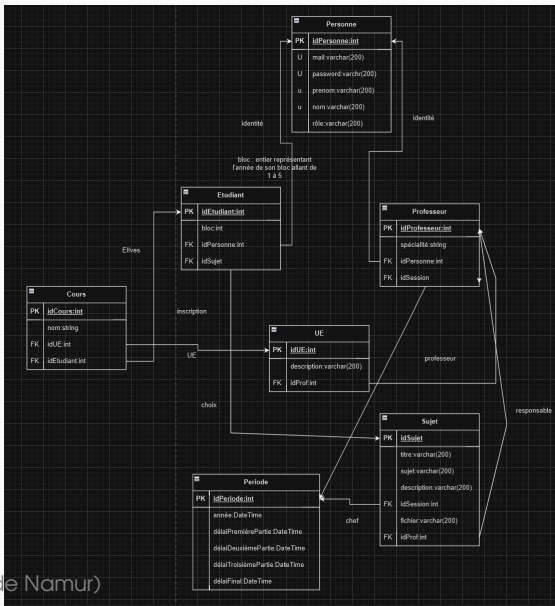 Personne
PK idPersonne:int
U mail:varchar(200)
U password:varchr(200)
u prenom:varchar(200)
u nom:varchar(200)
rôle:varchar(200)
identité
identité
bloc : entier représentant
l'année de son bloc allant de
1 à 5
Etudiant
PK idEtudiant:int
bloc:int
FK idPersonne:int
FK idSujet
Professeur
PK idProfesseur:int
spécialité:string
FK idPersonne:int
FK idSession
Ellves
Cours
PK idCours:int
nom:string
FK idUE:int
FK idEtudiant:int
inscription
UE
UE
PK idUE:int
description:varchar(200)
FK idProf:int
professeur
choix
responsable
Sujet
PK idSujet
titre:varchar(200)
sujet:varchar(200)
description:varchar(200)
FK idSession:int
fichier:varchar(200)
FK idProf:int
Periode
PK idPeriode:int
année:DateTime
délaiPremièrePartie:DateTime
délaiDeuxièmePartie:DateTime
délaiTroisièmePartie:DateTime
délaiFinal:DateTime
chef
de Namur)